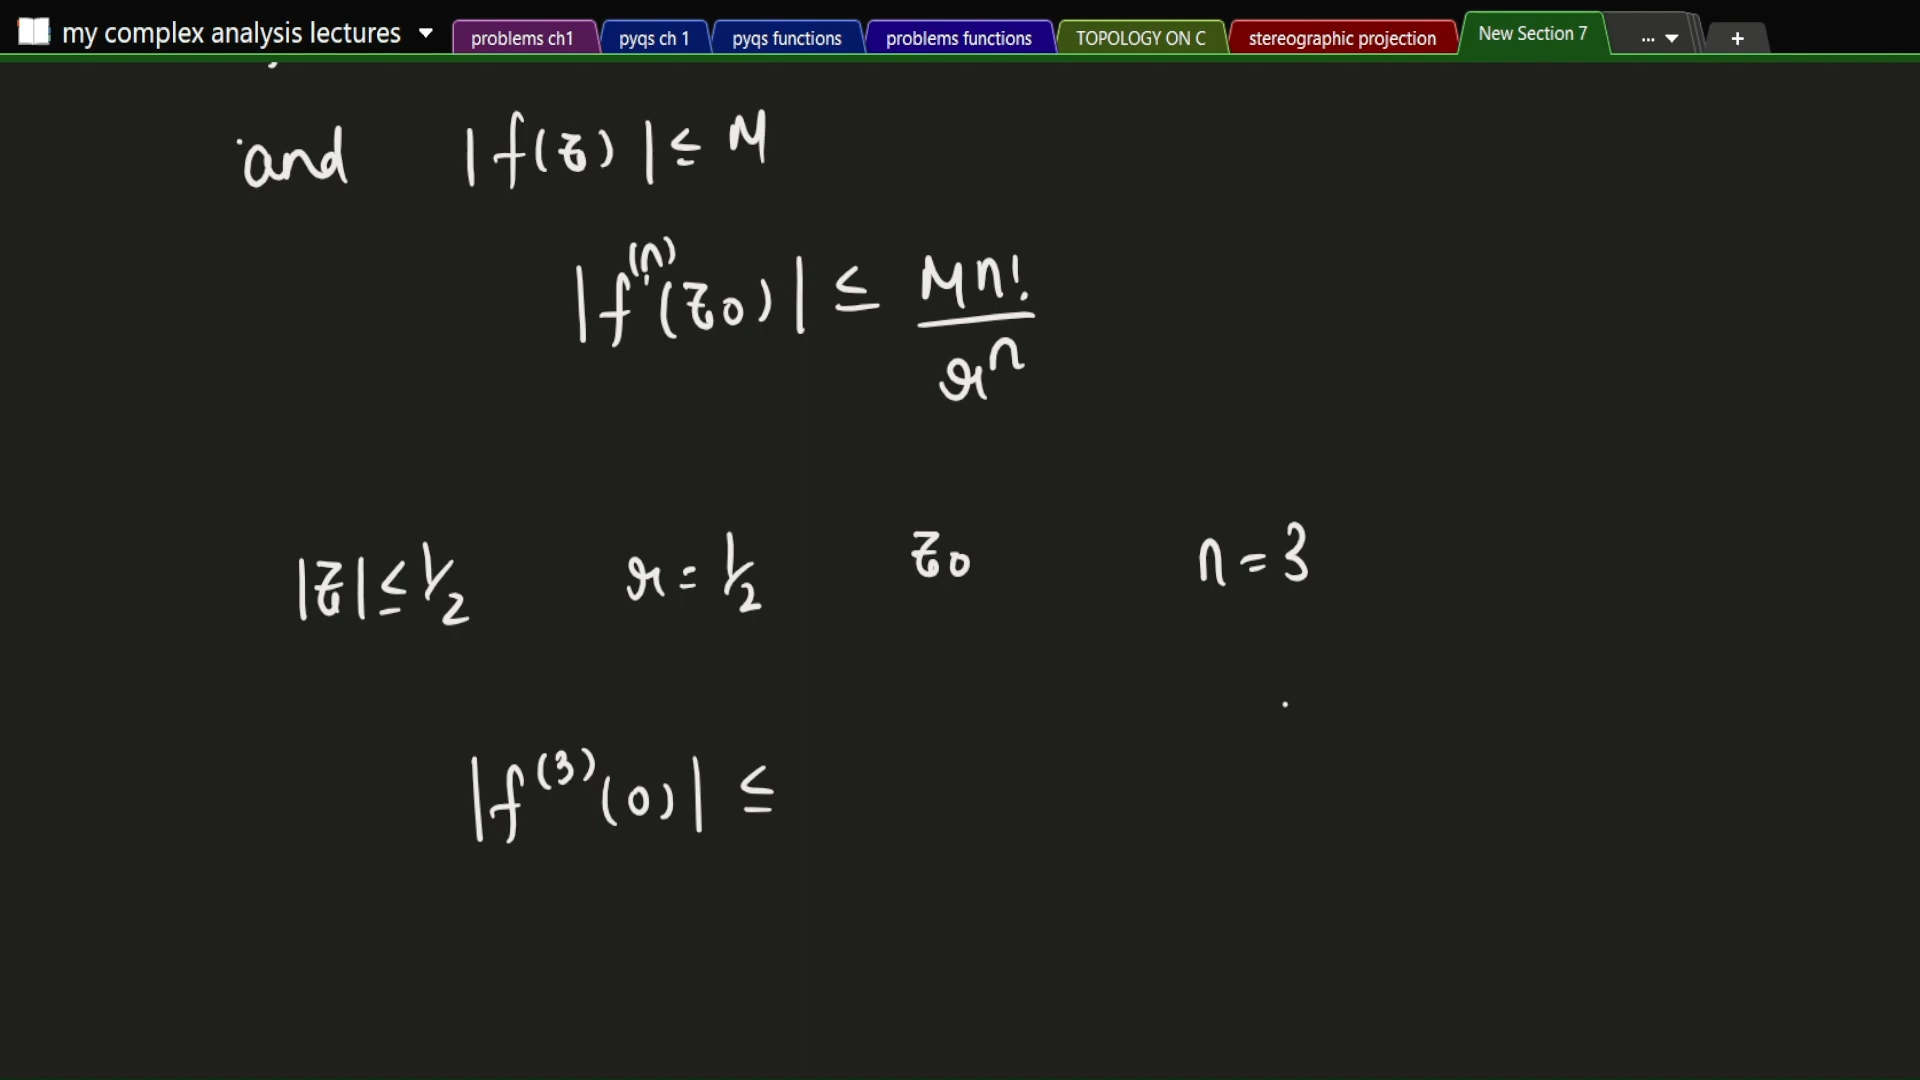 my complex analysis lectures problems ch1 pyqs ch 1 pyqs functions problems functions TOPOLOGY ON C stereographic projection New Section 7 ... +
and |f(z)| ≤ M
|f⁽ⁿ⁾(z₀)| ≤ Mn!/rⁿ
|z| ≤ 1/2 r = 1/2 z₀ n = 3
|f⁽³⁾(0)| ≤